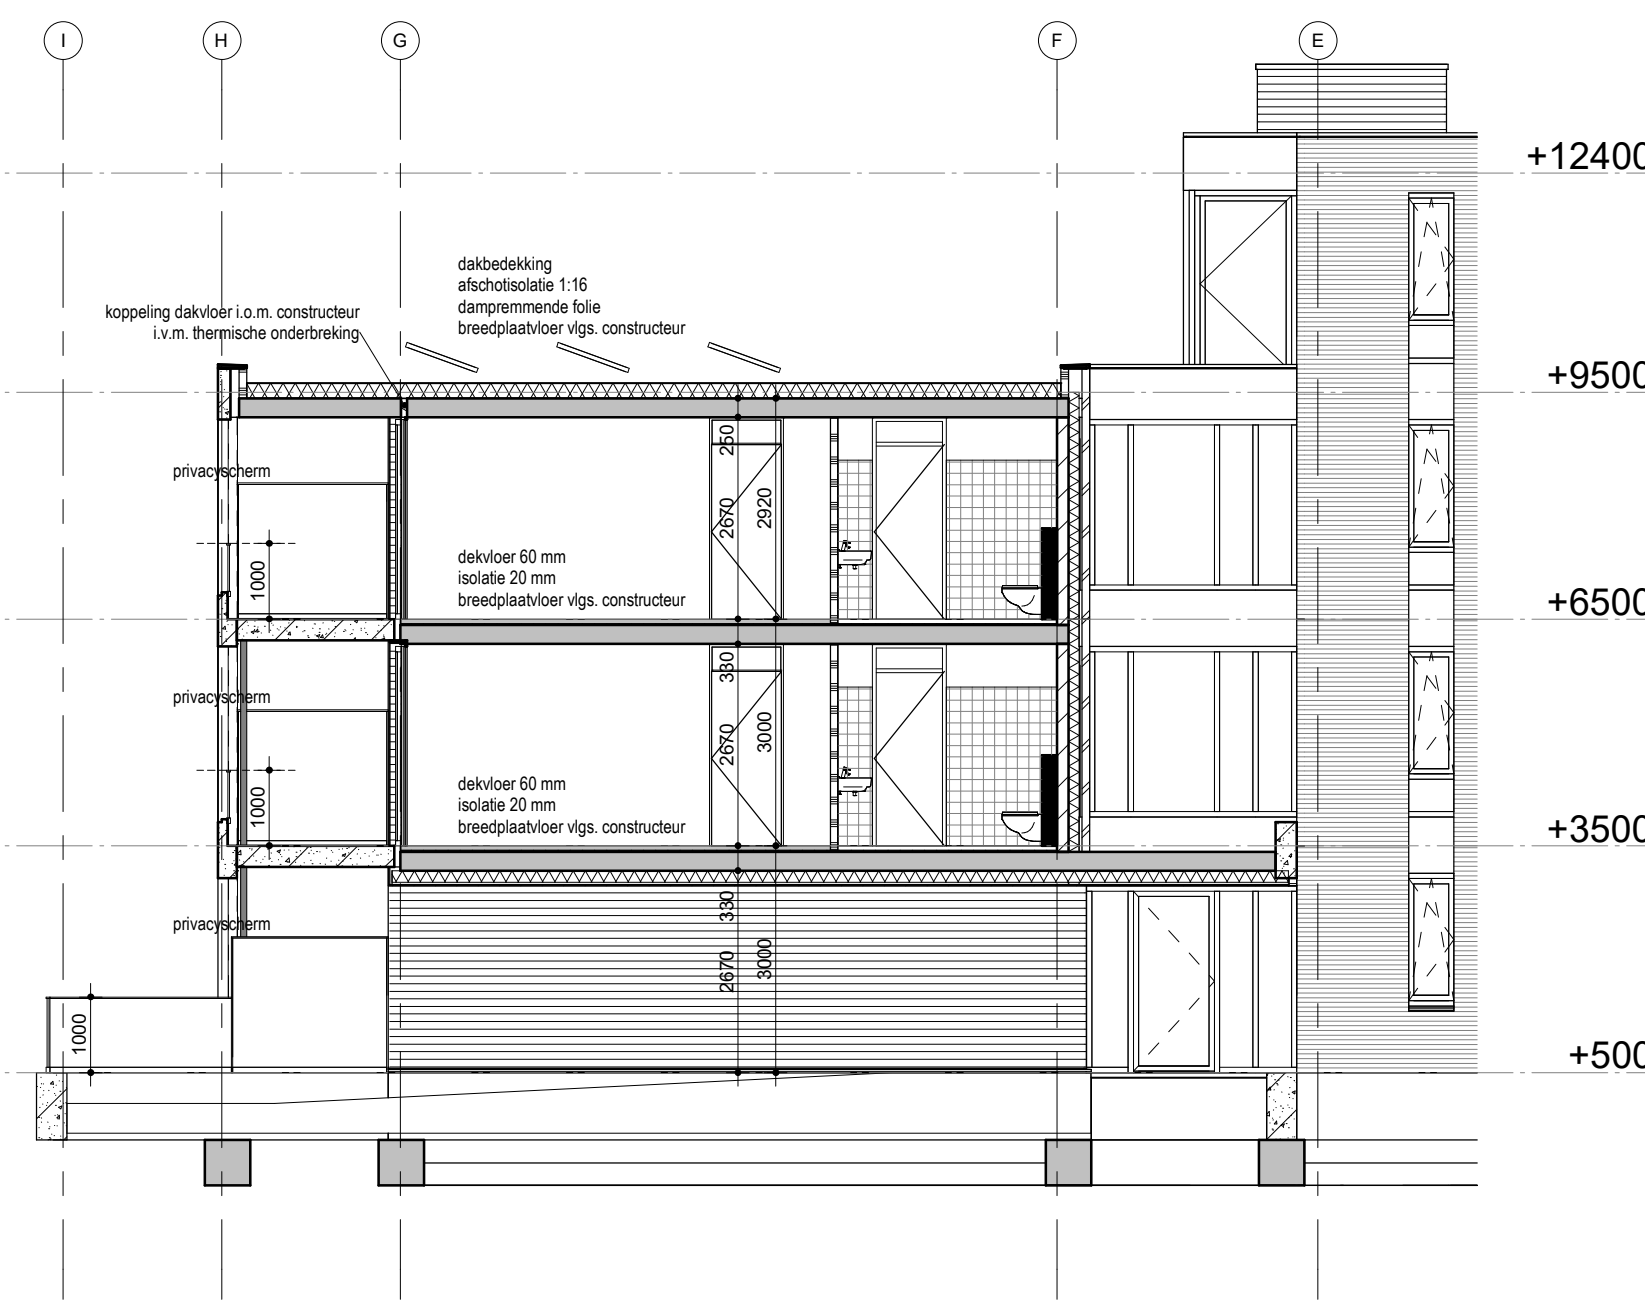 I
H
G
F
E
+12400
dakbedekking
afschotisolatie 1:16
dampremmende folie
breedplaatvloer vlgs. constructeur
koppeling dakvloer i.o.m. constructeur
i.v.m. thermische onderbreking
+9500
250
privacyscherm
2670
2920
dekvloer 60 mm
isolatie 20 mm
breedplaatvloer vlgs. constructeur
1000
+6500
330
privacyscherm
2670
3000
dekvloer 60 mm
isolatie 20 mm
breedplaatvloer vlgs. constructeur
1000
+3500
330
privacyscherm
2670
3000
1000
+500